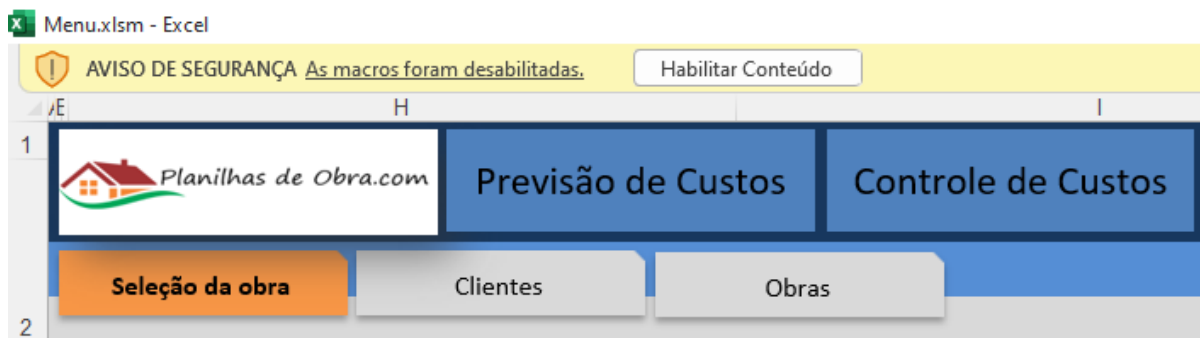 Menu.xlsm - Excel
AVISO DE SEGURANÇA As macros foram desabilitadas. Habilitar Conteúdo
E H I
1
Planilhas de Obra.com Previsão de Custos Controle de Custos
Seleção da obra Clientes Obras
2